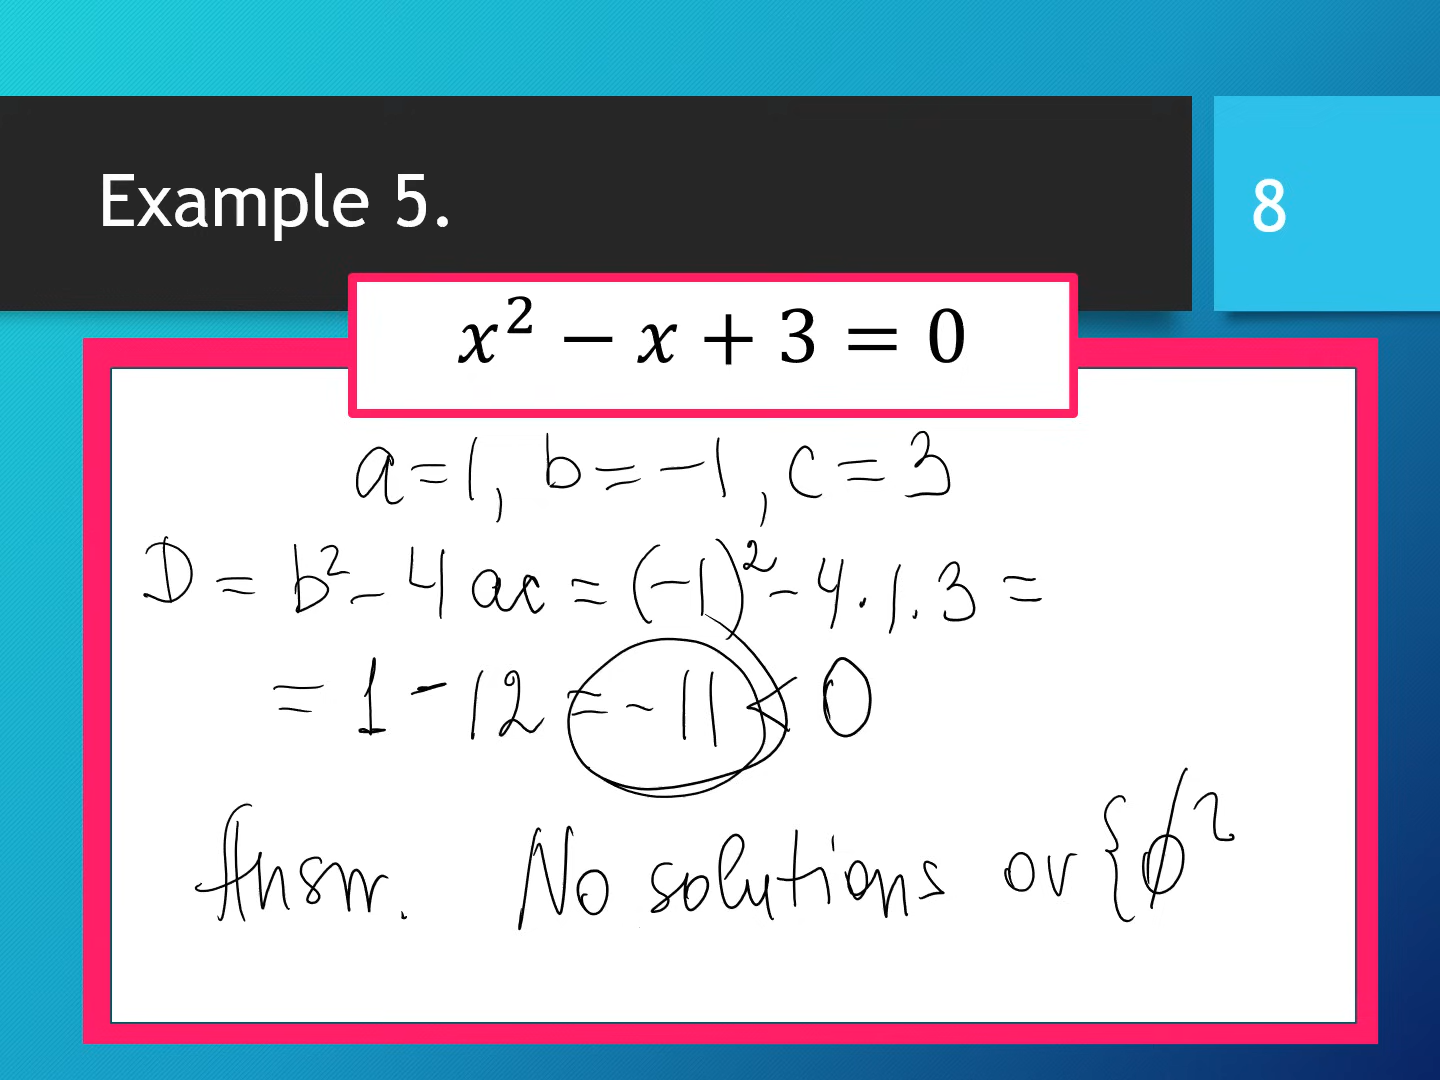 Example 5.
8
x² − x + 3 = 0
a = 1, b = −1, c = 3
D = b² − 4ac = (−1)² − 4·1·3 =
= 1 − 12 = −11 < 0
Answ. No solutions or {∅